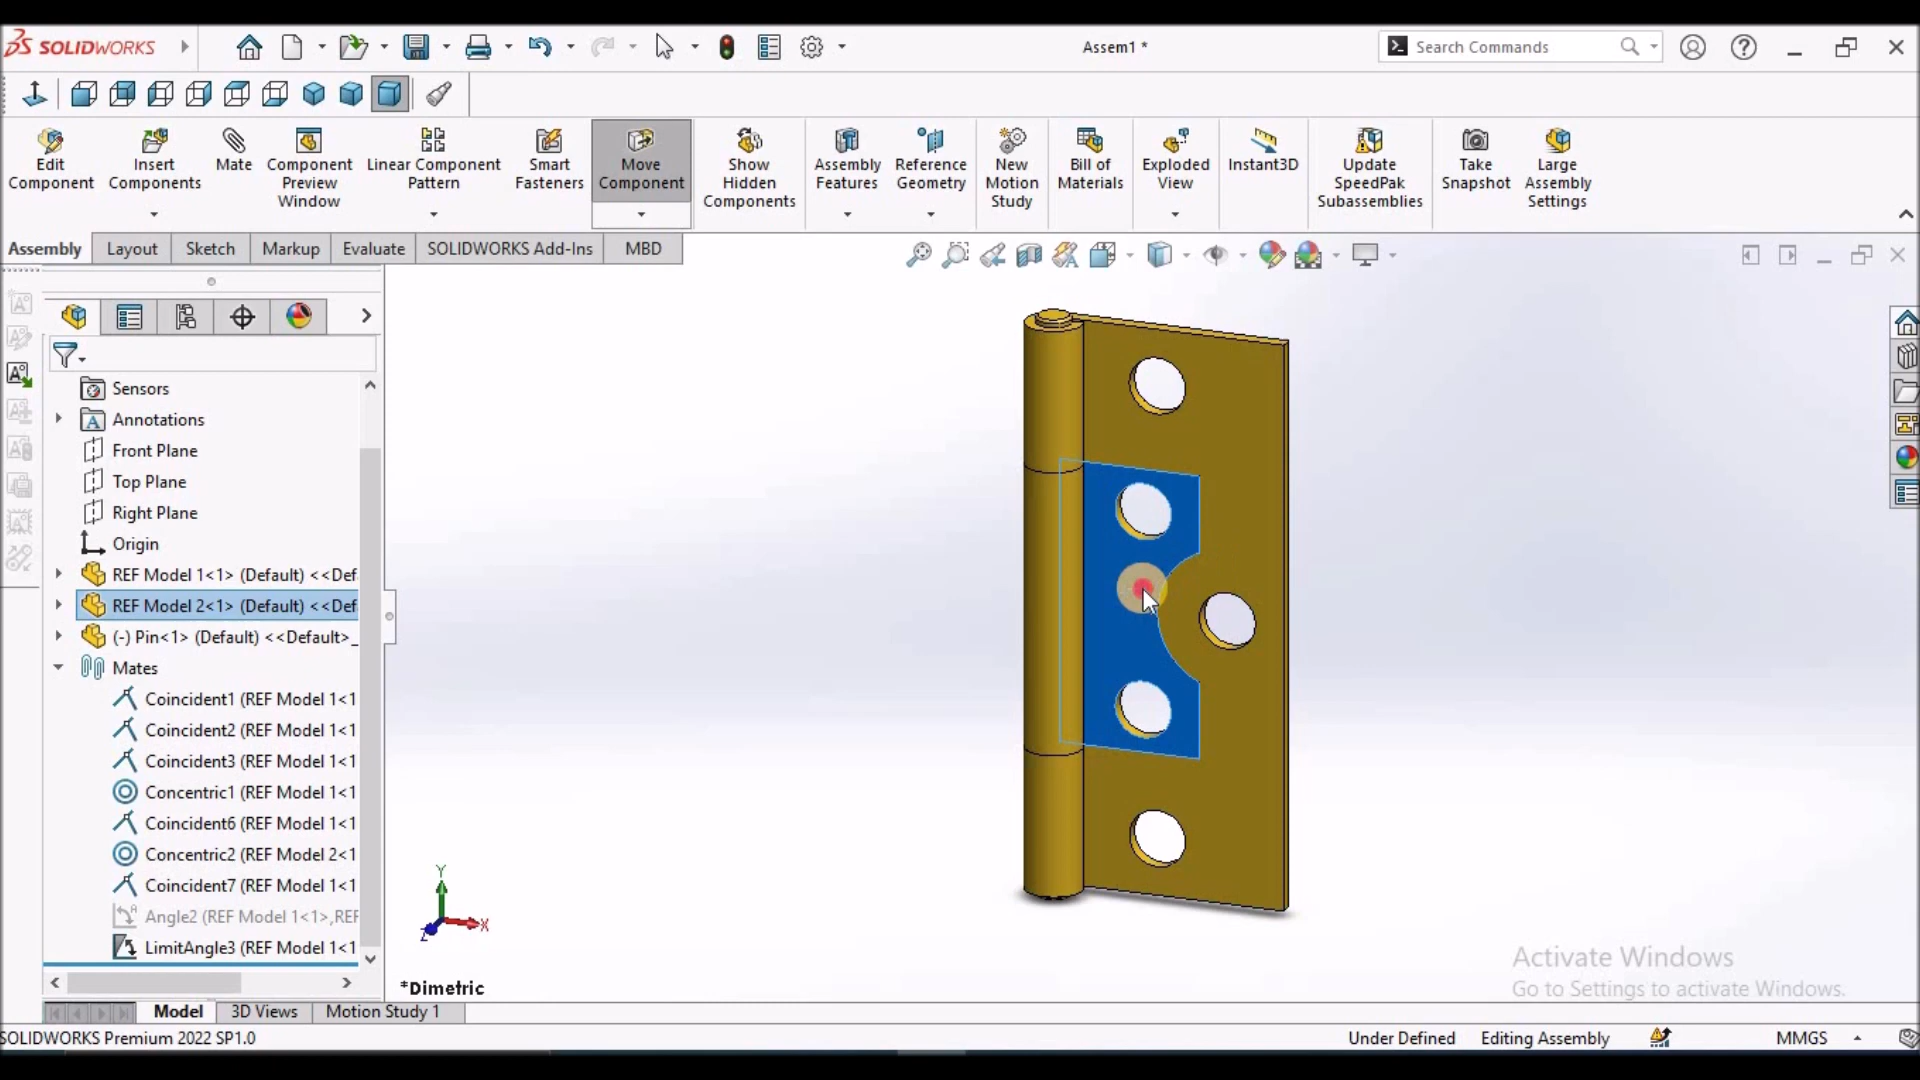 SOLIDWORKS
Assem1 *
Search Commands
Edit Component
Insert Components
Mate
Component Preview Window
Linear Component Pattern
Smart Fasteners
Move Component
Show Hidden Components
Assembly Features
Reference Geometry
New Motion Study
Bill of Materials
Exploded View
Instant3D
Update SpeedPak Subassemblies
Take Snapshot
Large Assembly Settings
Assembly
Layout
Sketch
Markup
Evaluate
SOLIDWORKS Add-Ins
MBD
Sensors
Annotations
Front Plane
Top Plane
Right Plane
Origin
REF Model 1<1> (Default) <<Def
REF Model 2<1> (Default) <<Def
(-) Pin<1> (Default) <<Default>_
Mates
Coincident1 (REF Model 1<1
Coincident2 (REF Model 1<1
Coincident3 (REF Model 1<1
Concentric1 (REF Model 1<1
Coincident6 (REF Model 1<1
Concentric2 (REF Model 2<1
Coincident7 (REF Model 1<1
Angle2 (REF Model 1<1>,REF
LimitAngle3 (REF Model 1<1
Y
X
Z
*Dimetric
Activate Windows
Go to Settings to activate Windows.
Model
3D Views
Motion Study 1
SOLIDWORKS Premium 2022 SP1.0
Under Defined
Editing Assembly
MMGS